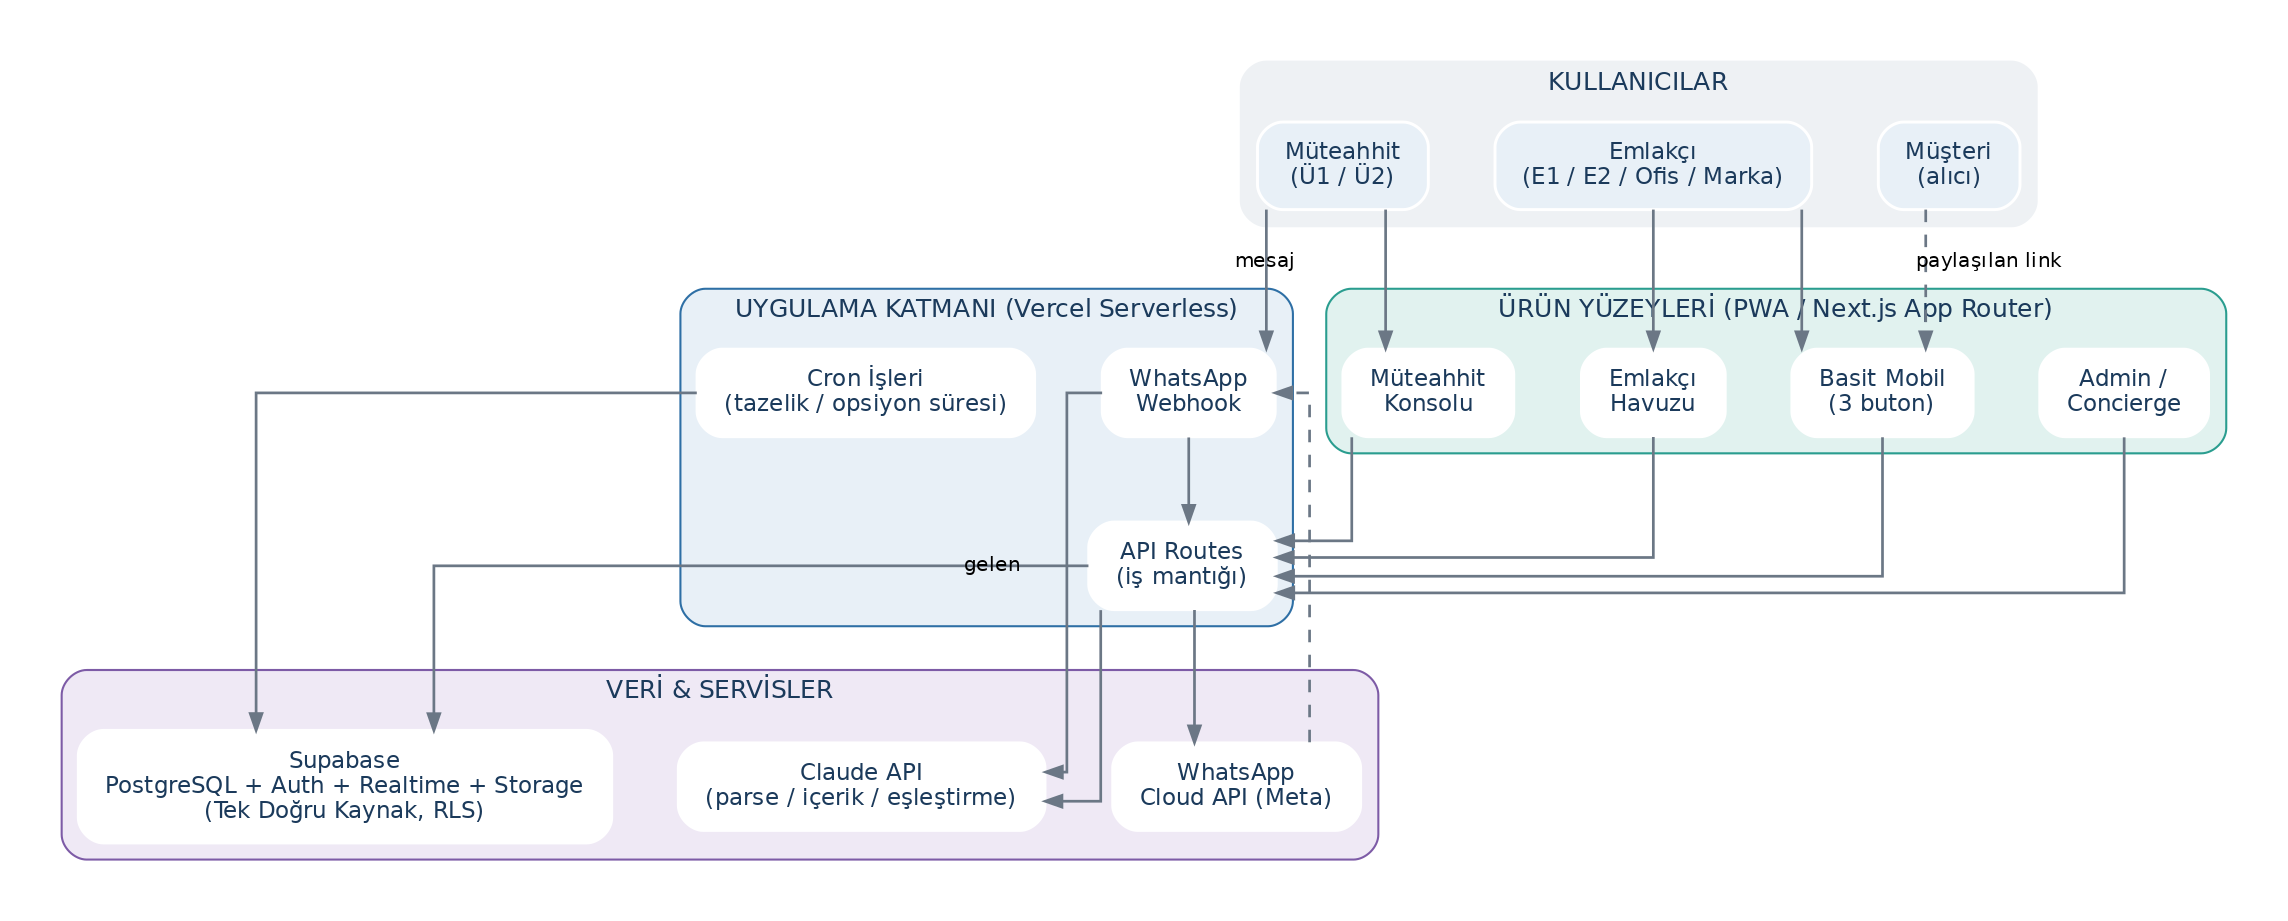 KULLANICILAR
Müteahhit
(Ü1 / Ü2)
Emlakçı
(E1 / E2 / Ofis / Marka)
Müşteri
(alıcı)
mesaj
paylaşılan link
UYGULAMA KATMANI (Vercel Serverless)
Cron İşleri
(tazelik / opsiyon süresi)
WhatsApp
Webhook
API Routes
(iş mantığı)
gelen
ÜRÜN YÜZEYLERİ (PWA / Next.js App Router)
Müteahhit
Konsolu
Emlakçı
Havuzu
Basit Mobil
(3 buton)
Admin /
Concierge
VERİ & SERVİSLER
Supabase
PostgreSQL + Auth + Realtime + Storage
(Tek Doğru Kaynak, RLS)
Claude API
(parse / içerik / eşleştirme)
WhatsApp
Cloud API (Meta)